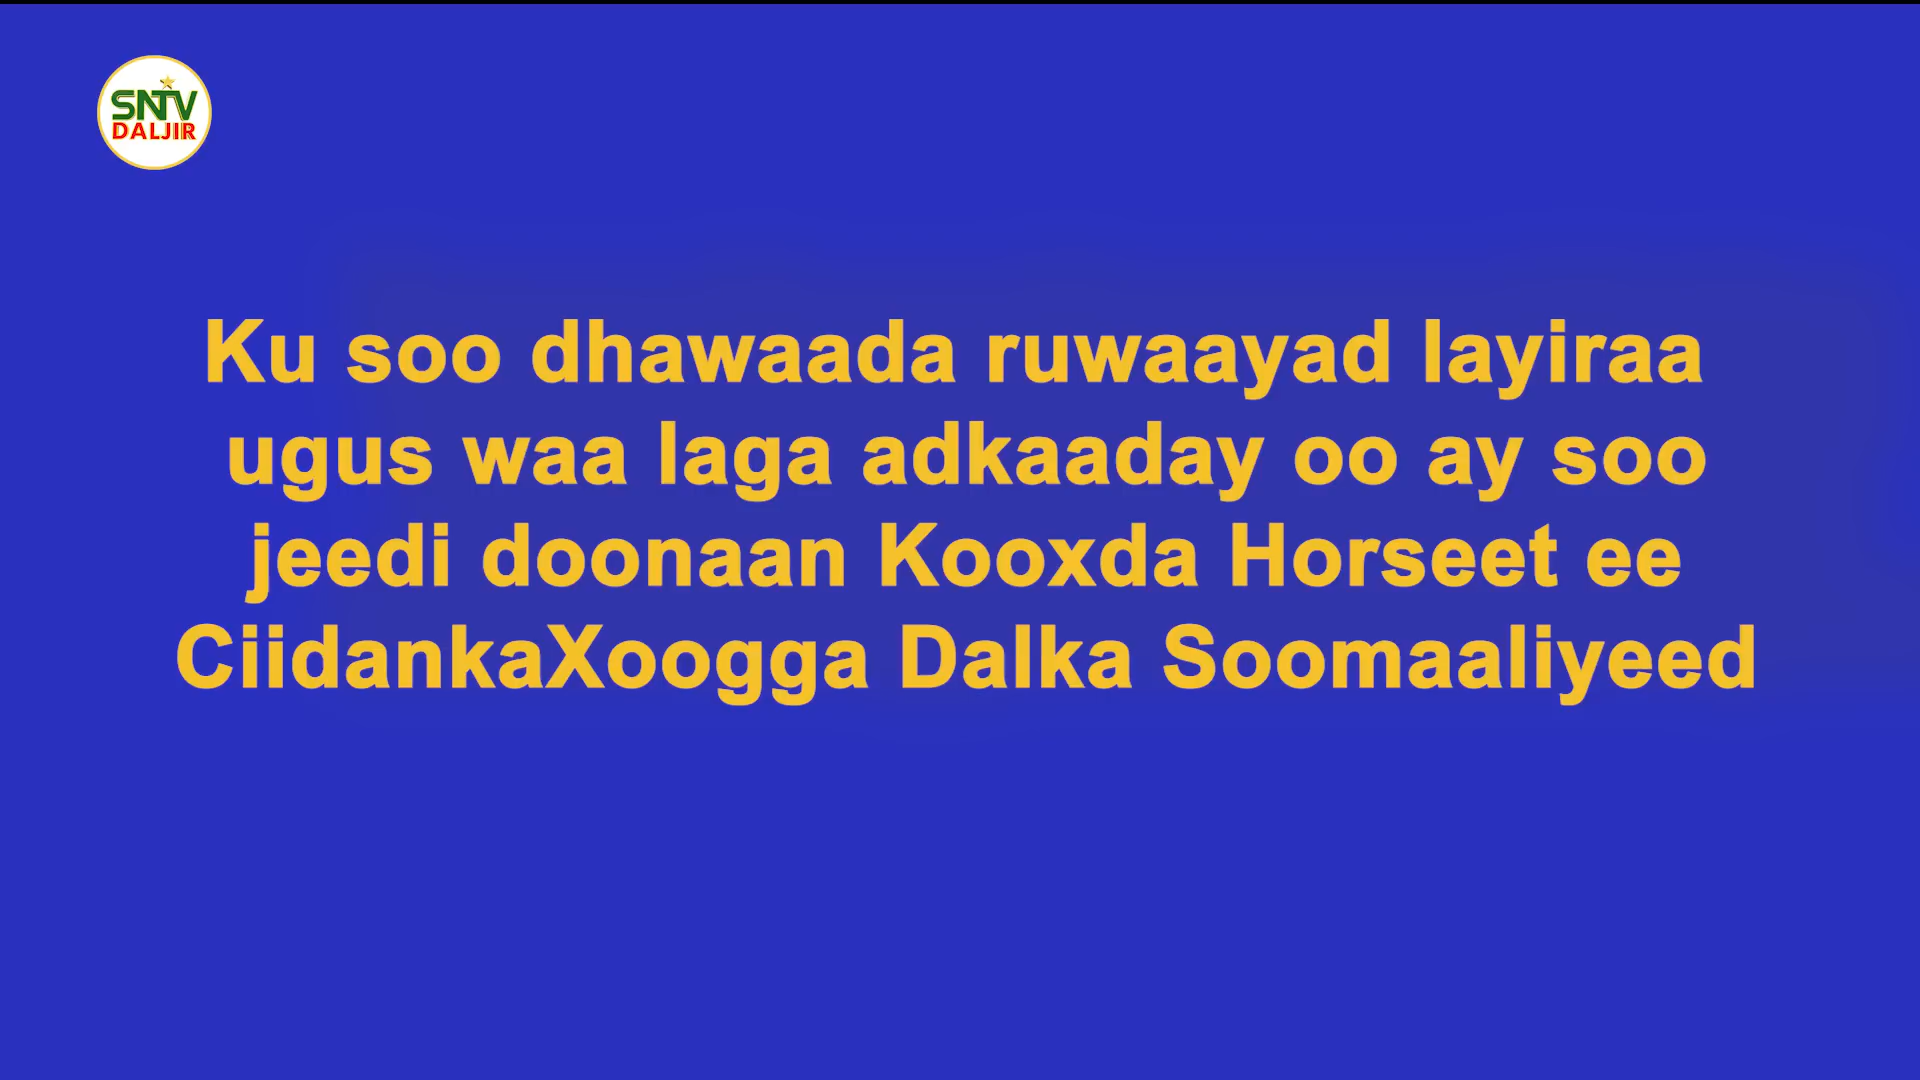 SNTV
DALJIR
Ku soo dhawaada ruwaayad layiraa
ugus waa laga adkaaday oo ay soo
jeedi doonaan Kooxda Horseet ee
CiidankaXoogga Dalka Soomaaliyeed